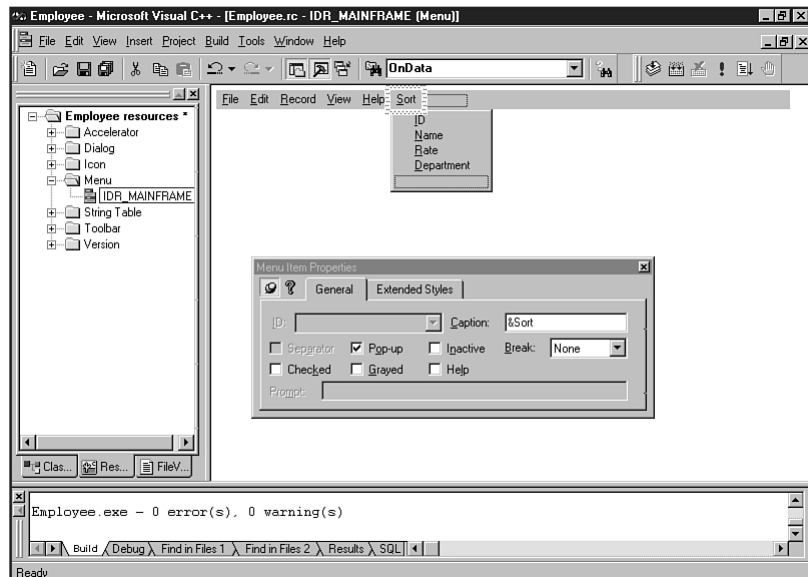 Employee - Microsoft Visual C++ - [Employee.rc - IDR_MAINFRAME (Menu)]
File Edit View Insert Project Build Tools Window Help
OnData
Employee resources *
Accelerator
Dialog
Icon
Menu
IDR_MAINFRAME
String Table
Toolbar
Version
Clas... Res... FileV...
File Edit Record View Help Sort
ID
Name
Rate
Department
Menu Item Properties
General Extended Styles
ID: Caption: &Sort
Separator Pop-up Inactive Break: None
Checked Grayed Help
Prompt:
Employee.exe - 0 error(s), 0 warning(s)
Build Debug Find in Files 1 Find in Files 2 Results SQL
Ready